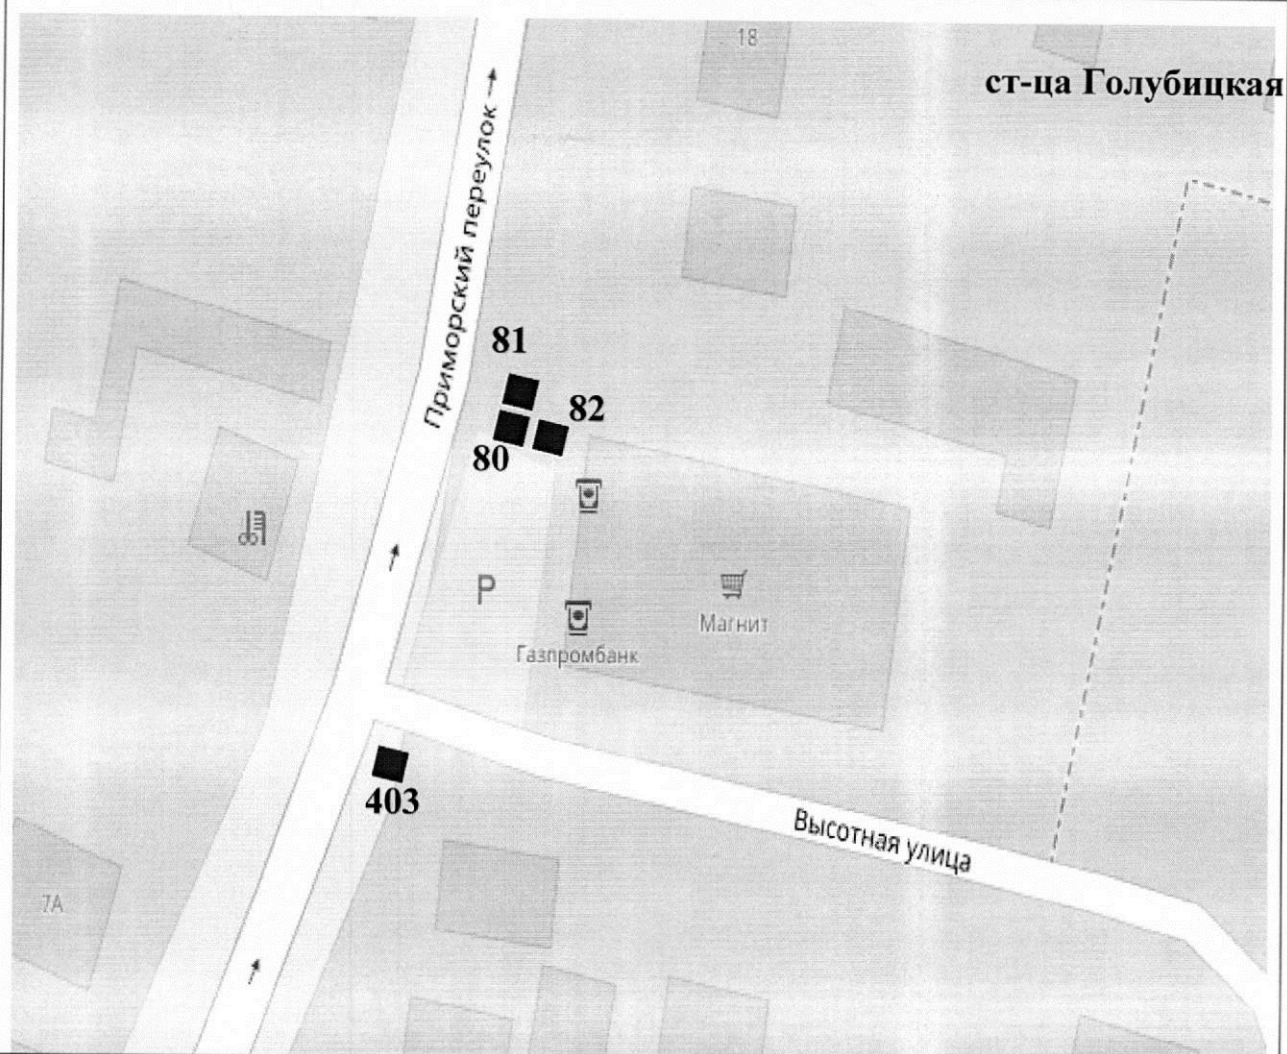 18
ст-ца Голубицкая
Приморский переулок →
81
82
80
P
Магнит
Газпромбанк
403
Высотная улица
7А